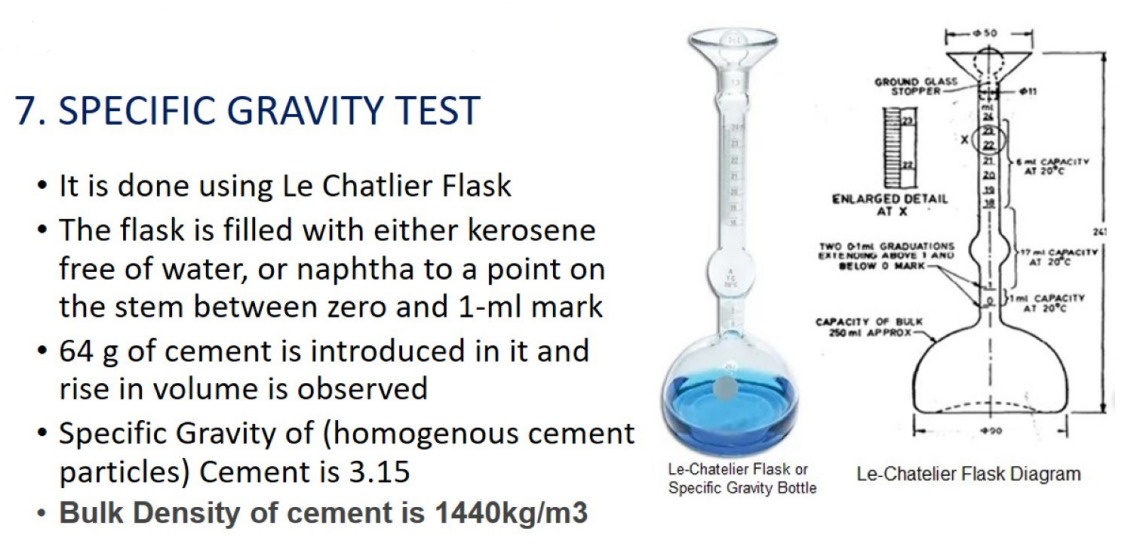 7. SPECIFIC GRAVITY TEST
• It is done using Le Chatlier Flask
• The flask is filled with either kerosene
free of water, or naphtha to a point on
the stem between zero and 1-ml mark
• 64 g of cement is introduced in it and
rise in volume is observed
• Specific Gravity of (homogenous cement
particles) Cement is 3.15
• Bulk Density of cement is 1440kg/m3
Le-Chatelier Flask or
Specific Gravity Bottle
ϕ50
GROUND GLASS
STOPPER
ϕ11
ml
24
23
22
21
20
19
18
X
23
22
ENLARGED DETAIL
AT X
6 ml CAPACITY
AT 20°C
241
TWO 0·1ml GRADUATIONS
EXTENDING ABOVE 1 AND
BELOW 0 MARK
17 ml CAPACITY
AT 20°C
1
0
1 ml CAPACITY
AT 20°C
CAPACITY OF BULK
250 ml APPROX
ϕ90
Le-Chatelier Flask Diagram